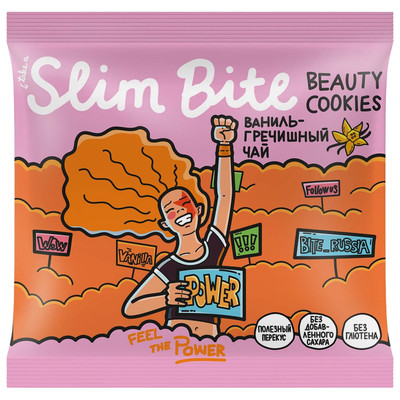 Slim Bite
BEAUTY
COOKIES
ВАНИЛЬ-
ГРЕЧИШНЫЙ
ЧАЙ
Follow us
WOW
VANILLA
!!!
BITE_RUSSIA
POWER
FEEL
THE POWER
ПОЛЕЗНЫЙ
ПЕРЕКУС
БЕЗ
ДОБАВ-
ЛЕННОГО
САХАРА
БЕЗ
ГЛЮТЕНА